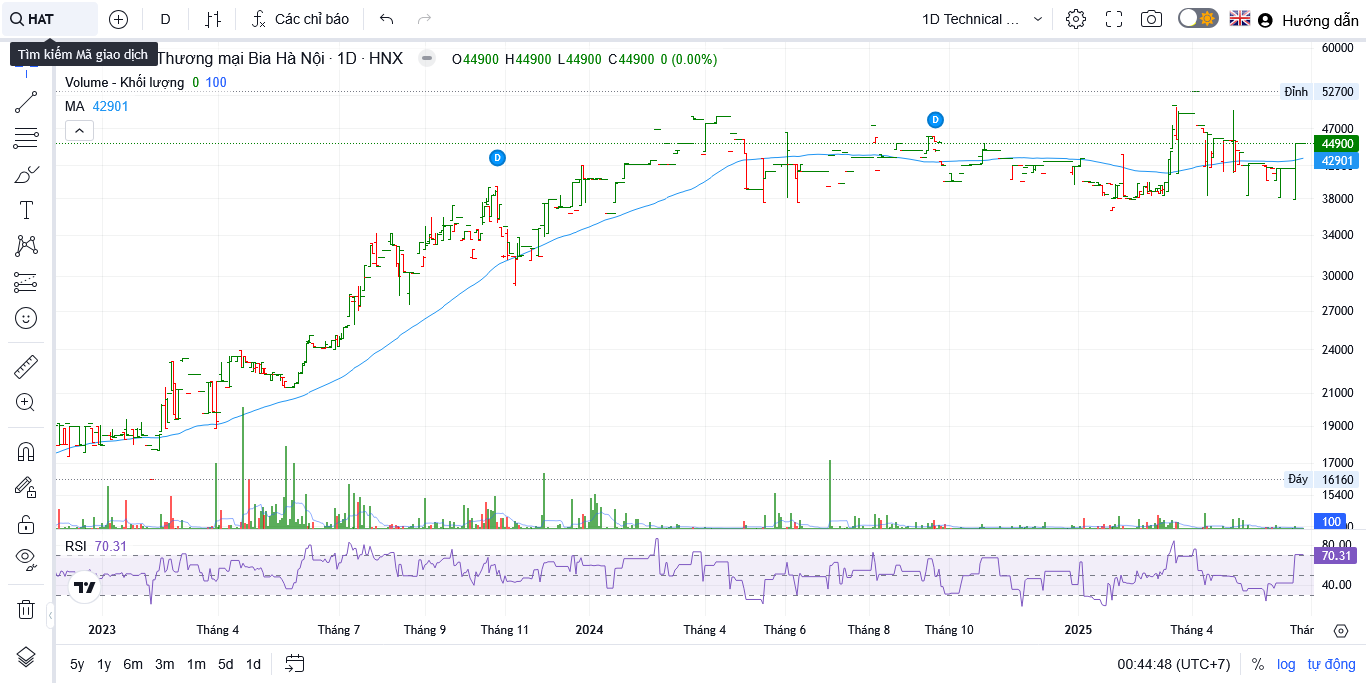 HAT
D
Các chỉ báo
1D Technical ...
Hướng dẫn
Tìm kiếm Mã giao dịch
Thương mại Bia Hà Nội · 1D · HNX
O44900 H44900 L44900 C44900 0 (0.00%)
Volume - Khối lượng 0 100
MA 42901
60000
Đỉnh 52700
47000
44900
42901
38000
34000
30000
27000
24000
21000
19000
17000
Đáy 16160
15400
100
D
D
RSI 70.31
80.00
70.31
40.00
2023 Tháng 4 Tháng 7 Tháng 9 Tháng 11 2024 Tháng 4 Tháng 6 Tháng 8 Tháng 10 2025 Tháng 4 Thár
5y 1y 6m 3m 1m 5d 1d
00:44:48 (UTC+7) % log tự động